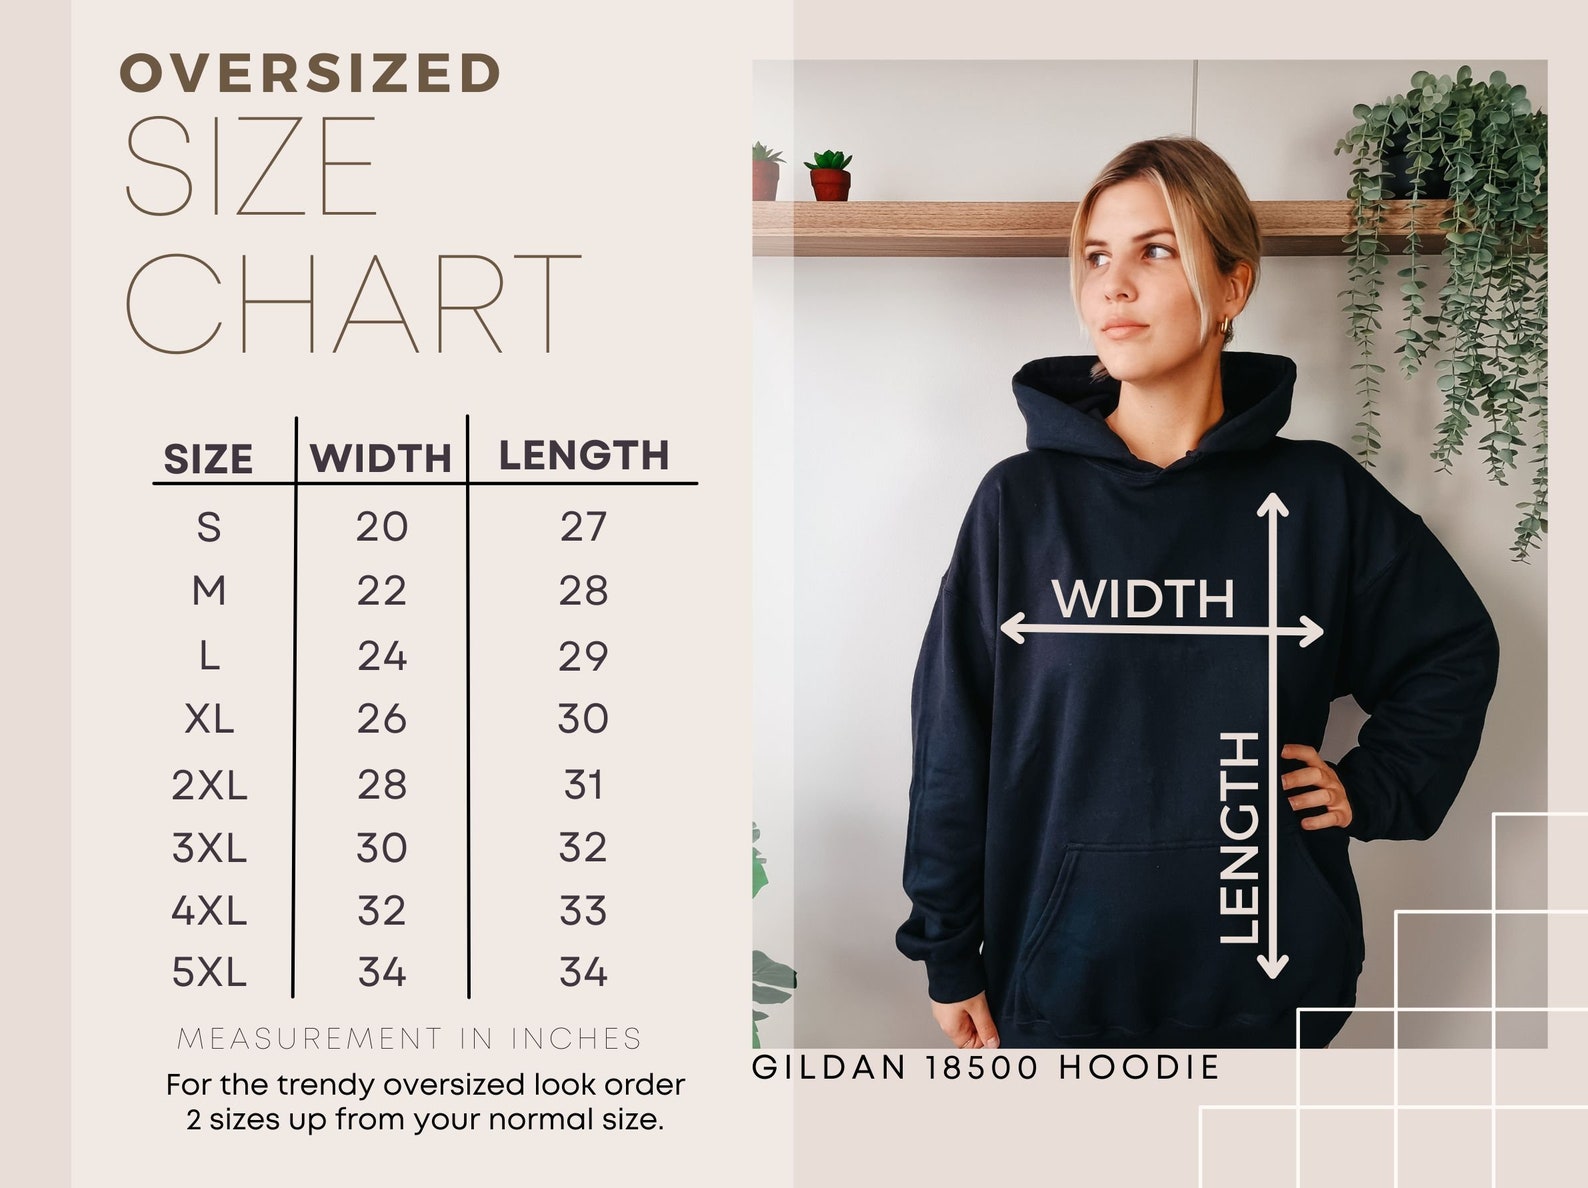 OVERSIZED
SIZE
CHART
SIZE WIDTH LENGTH
S 20 27
M 22 28
L 24 29
XL 26 30
2XL 28 31
3XL 30 32
4XL 32 33
5XL 34 34
MEASUREMENT IN INCHES
For the trendy oversized look order
2 sizes up from your normal size.
WIDTH
LENGTH
GILDAN 18500 HOODIE